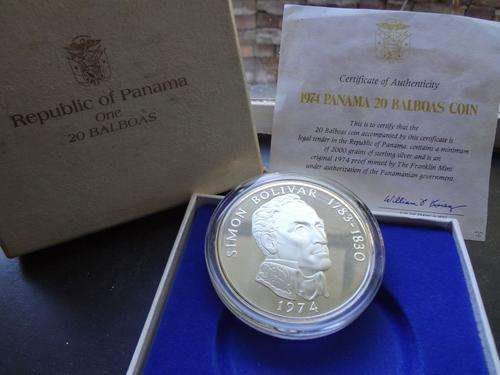 Republic of Panama
One
20 BALBOAS
Certificate of Authenticity
1974 PANAMA 20 BALBOAS COIN
This is to certify that the
20 Balboas coin accompanied by this certificate is
legal tender in the Republic of Panama, contains a minimum
of 2000 grains of sterling silver, and is an
original 1974 proof minted by The Franklin Mint
under authorization of the Panamanian government.
SIMON BOLIVAR 1783-1830
1974